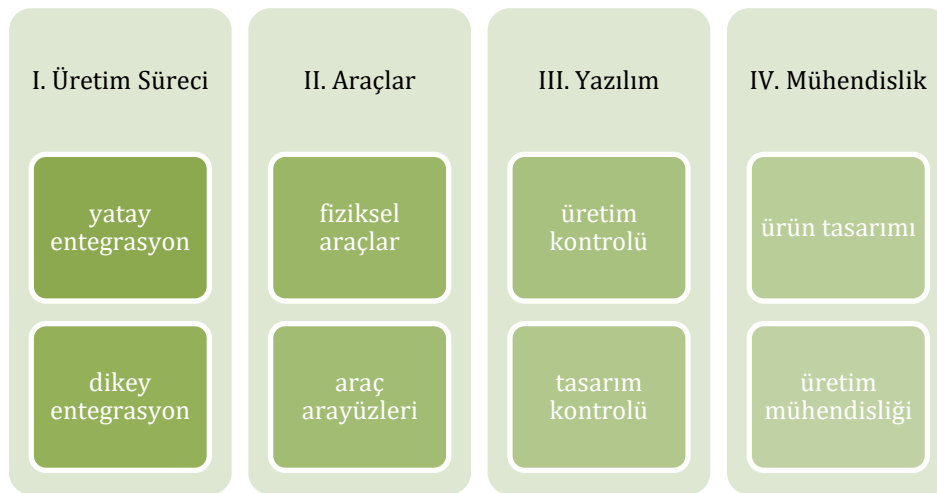 I. Üretim Süreci
yatay
entegrasyon
dikey
entegrasyon
II. Araçlar
fiziksel
araçlar
araç
arayüzleri
III. Yazılım
üretim
kontrolü
tasarım
kontrolü
IV. Mühendislik
ürün tasarımı
üretim
mühendisliği